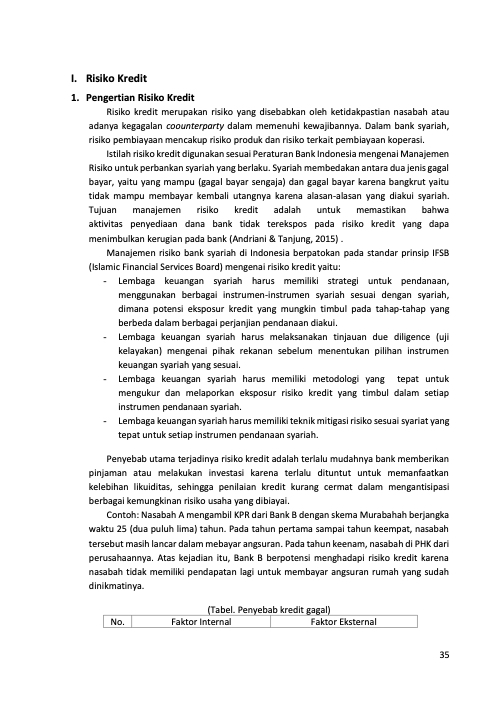 I. Risiko Kredit
1. Pengertian Risiko Kredit
Risiko kredit merupakan risiko yang disebabkan oleh ketidakpastian nasabah atau
adanya kegagalan coounterparty dalam memenuhi kewajibannya. Dalam bank syariah,
risiko pembiayaan mencakup risiko produk dan risiko terkait pembiayaan koperasi.
Istilah risiko kredit digunakan sesuai Peraturan Bank Indonesia mengenai Manajemen
Risiko untuk perbankan syariah yang berlaku. Syariah membedakan antara dua jenis gagal
bayar, yaitu yang mampu (gagal bayar sengaja) dan gagal bayar karena bangkrut yaitu
tidak mampu membayar kembali utangnya karena alasan-alasan yang diakui syariah.
Tujuan manajemen risiko kredit adalah untuk memastikan bahwa
aktivitas penyediaan dana bank tidak terekspos pada risiko kredit yang dapa
menimbulkan kerugian pada bank (Andriani & Tanjung, 2015) .
Manajemen risiko bank syariah di Indonesia berpatokan pada standar prinsip IFSB
(Islamic Financial Services Board) mengenai risiko kredit yaitu:
- Lembaga keuangan syariah harus memiliki strategi untuk pendanaan,
menggunakan berbagai instrumen-instrumen syariah sesuai dengan syariah,
dimana potensi eksposur kredit yang mungkin timbul pada tahap-tahap yang
berbeda dalam berbagai perjanjian pendanaan diakui.
- Lembaga keuangan syariah harus melaksanakan tinjauan due diligence (uji
kelayakan) mengenai pihak rekanan sebelum menentukan pilihan instrumen
keuangan syariah yang sesuai.
- Lembaga keuangan syariah harus memiliki metodologi yang tepat untuk
mengukur dan melaporkan eksposur risiko kredit yang timbul dalam setiap
instrumen pendanaan syariah.
- Lembaga keuangan syariah harus memiliki teknik mitigasi risiko sesuai syariat yang
tepat untuk setiap instrumen pendanaan syariah.
Penyebab utama terjadinya risiko kredit adalah terlalu mudahnya bank memberikan
pinjaman atau melakukan investasi karena terlalu dituntut untuk memanfaatkan
kelebihan likuiditas, sehingga penilaian kredit kurang cermat dalam mengantisipasi
berbagai kemungkinan risiko usaha yang dibiayai.
Contoh: Nasabah A mengambil KPR dari Bank B dengan skema Murabahah berjangka
waktu 25 (dua puluh lima) tahun. Pada tahun pertama sampai tahun keempat, nasabah
tersebut masih lancar dalam mebayar angsuran. Pada tahun keenam, nasabah di PHK dari
perusahaannya. Atas kejadian itu, Bank B berpotensi menghadapi risiko kredit karena
nasabah tidak memiliki pendapatan lagi untuk membayar angsuran rumah yang sudah
dinikmatinya.
(Tabel. Penyebab kredit gagal)
No. Faktor Internal Faktor Eksternal
35